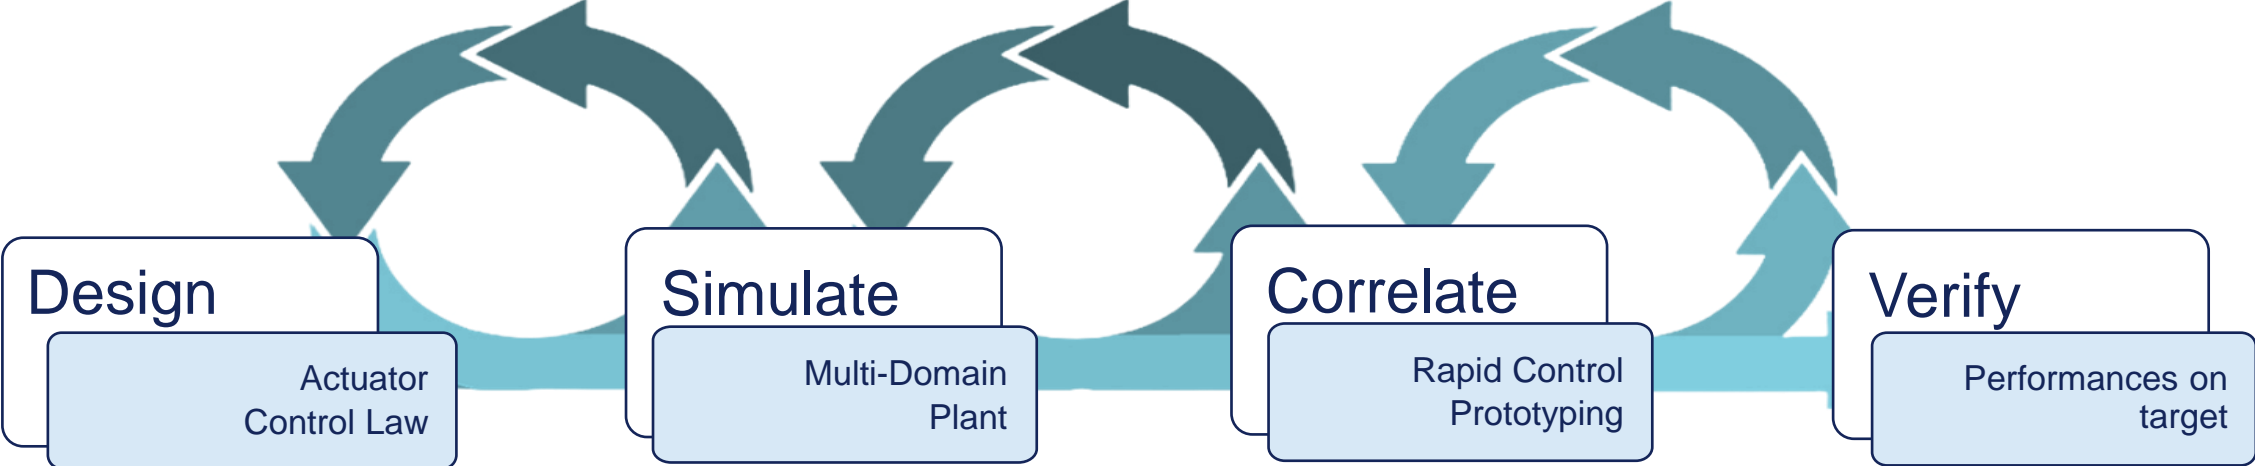 Design
Actuator
Control Law
Simulate
Multi-Domain
Plant
Correlate
Rapid Control
Prototyping
Verify
Performances on
target